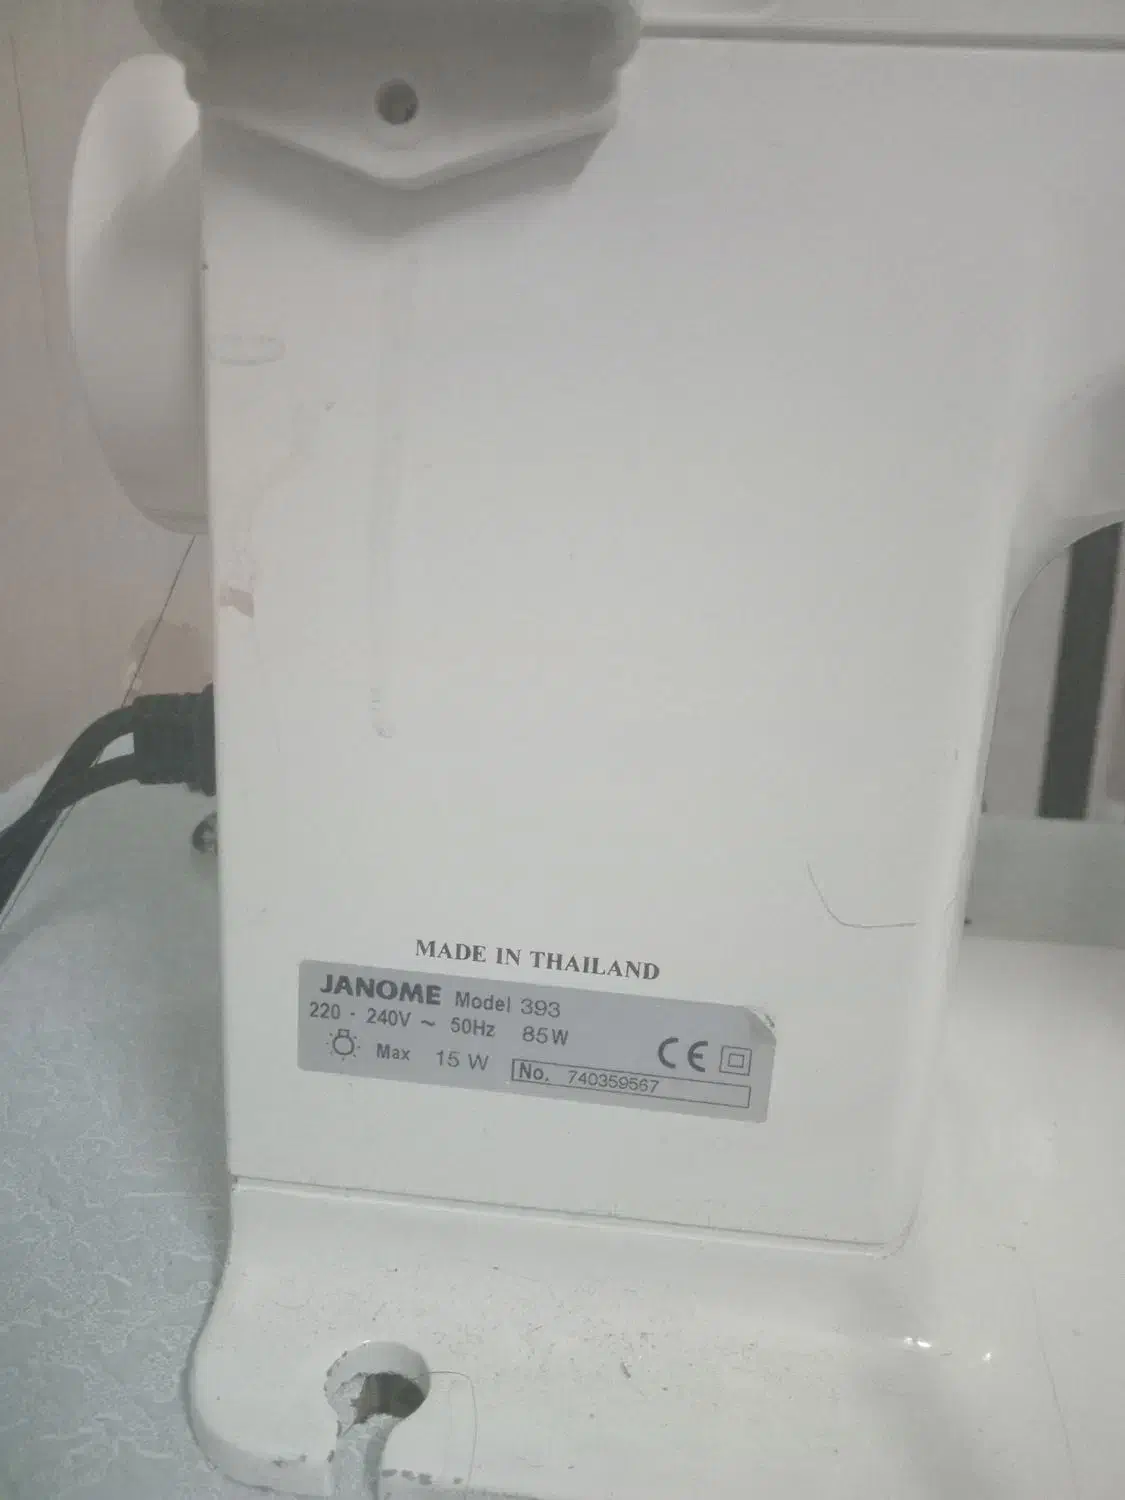 MADE IN THAILAND
JANOME Model 393
220 - 240V ~ 50Hz 85W
Max 15 W
CE
No. 740359567